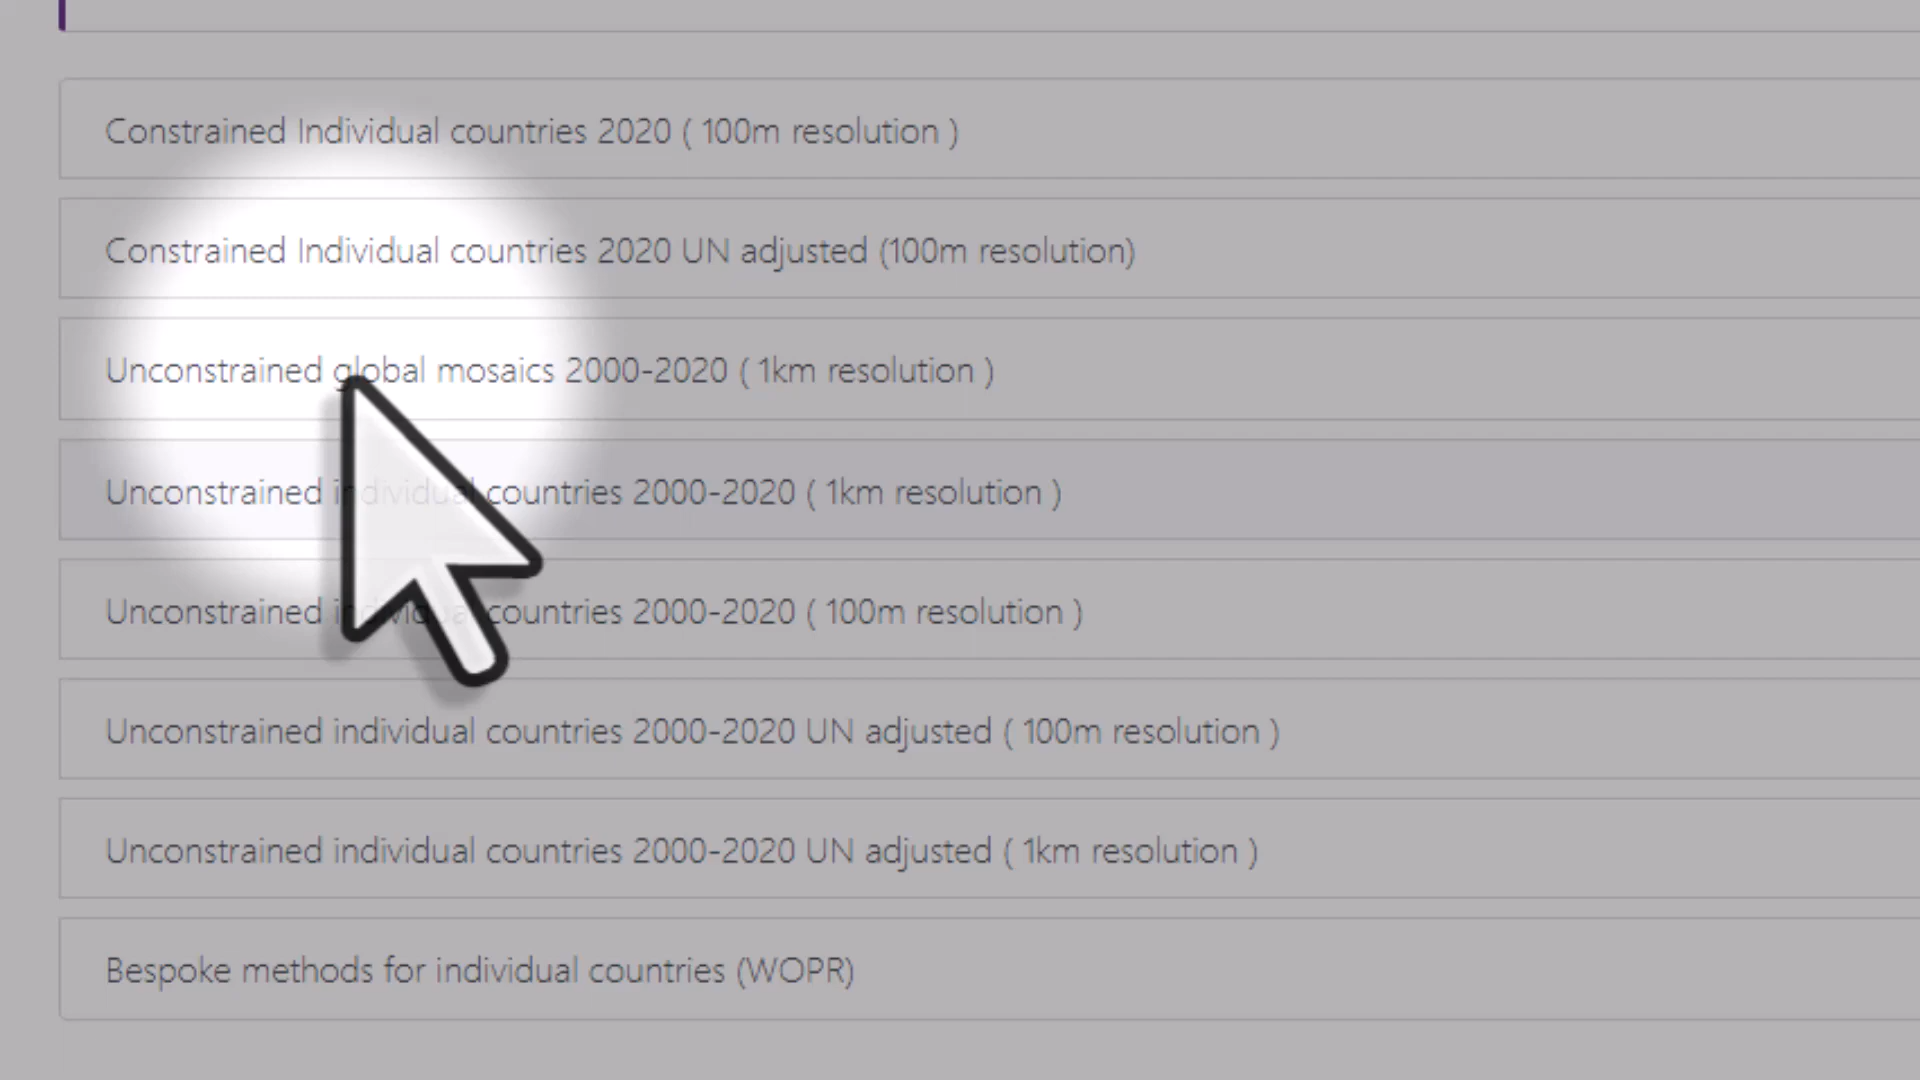 Constrained Individual countries 2020 ( 100m resolution )
Constrained Individual countries 2020 UN adjusted (100m resolution)
Unconstrained global mosaics 2000-2020 ( 1km resolution )
Unconstrained individual countries 2000-2020 ( 1km resolution )
Unconstrained individual countries 2000-2020 ( 100m resolution )
Unconstrained individual countries 2000-2020 UN adjusted ( 100m resolution )
Unconstrained individual countries 2000-2020 UN adjusted ( 1km resolution )
Bespoke methods for individual countries (WOPR)